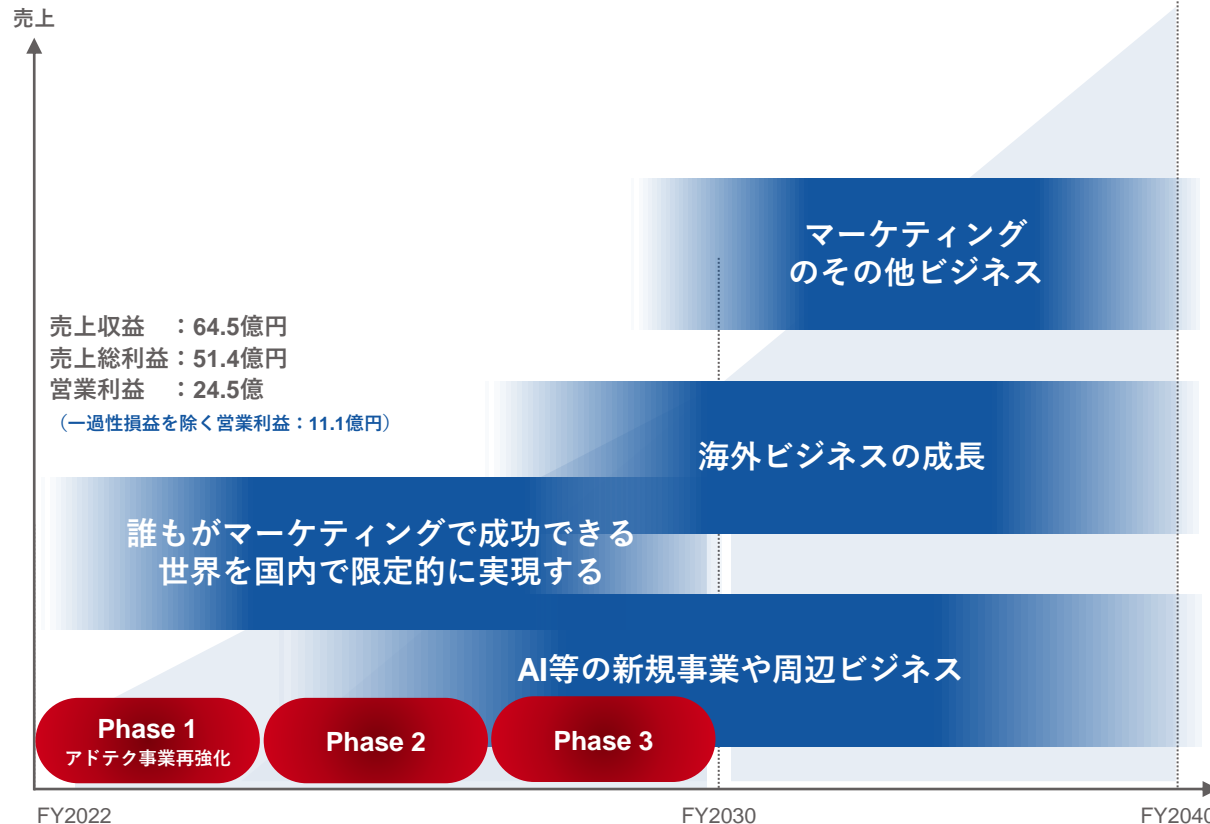 売上
マーケティング
のその他ビジネス
売上収益　：64.5億円
売上総利益：51.4億円
営業利益　：24.5億
（一過性損益を除く営業利益：11.1億円）
海外ビジネスの成長
誰もがマーケティングで成功できる
世界を国内で限定的に実現する
AI等の新規事業や周辺ビジネス
Phase 1
アドテク事業再強化
Phase 2
Phase 3
FY2022
FY2030
FY2040